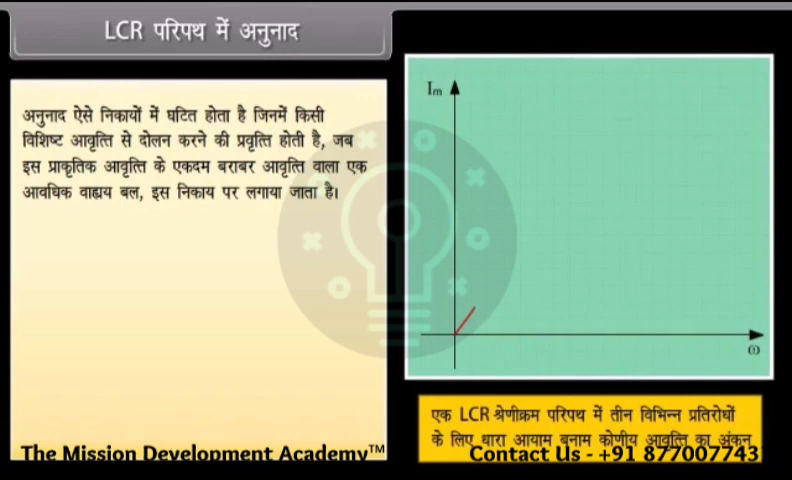 LCR परिपथ में अनुनाद
अनुनाद ऐसे निकायों में घटित होता है जिनमें किसी
विशिष्ट आवृत्ति से दोलन करने की प्रवृत्ति होती है, जब
इस प्राकृतिक आवृत्ति के एकदम बराबर आवृत्ति वाला एक
आवधिक वाह्यय बल, इस निकाय पर लगाया जाता है।
Im
ω
एक LCR श्रेणीक्रम परिपथ में तीन विभिन्न प्रतिरोधों
के लिए धारा आयाम बनाम कोणीय आवृत्ति का अंकन
The Mission Development Academy™
Contact Us - +91 877007743